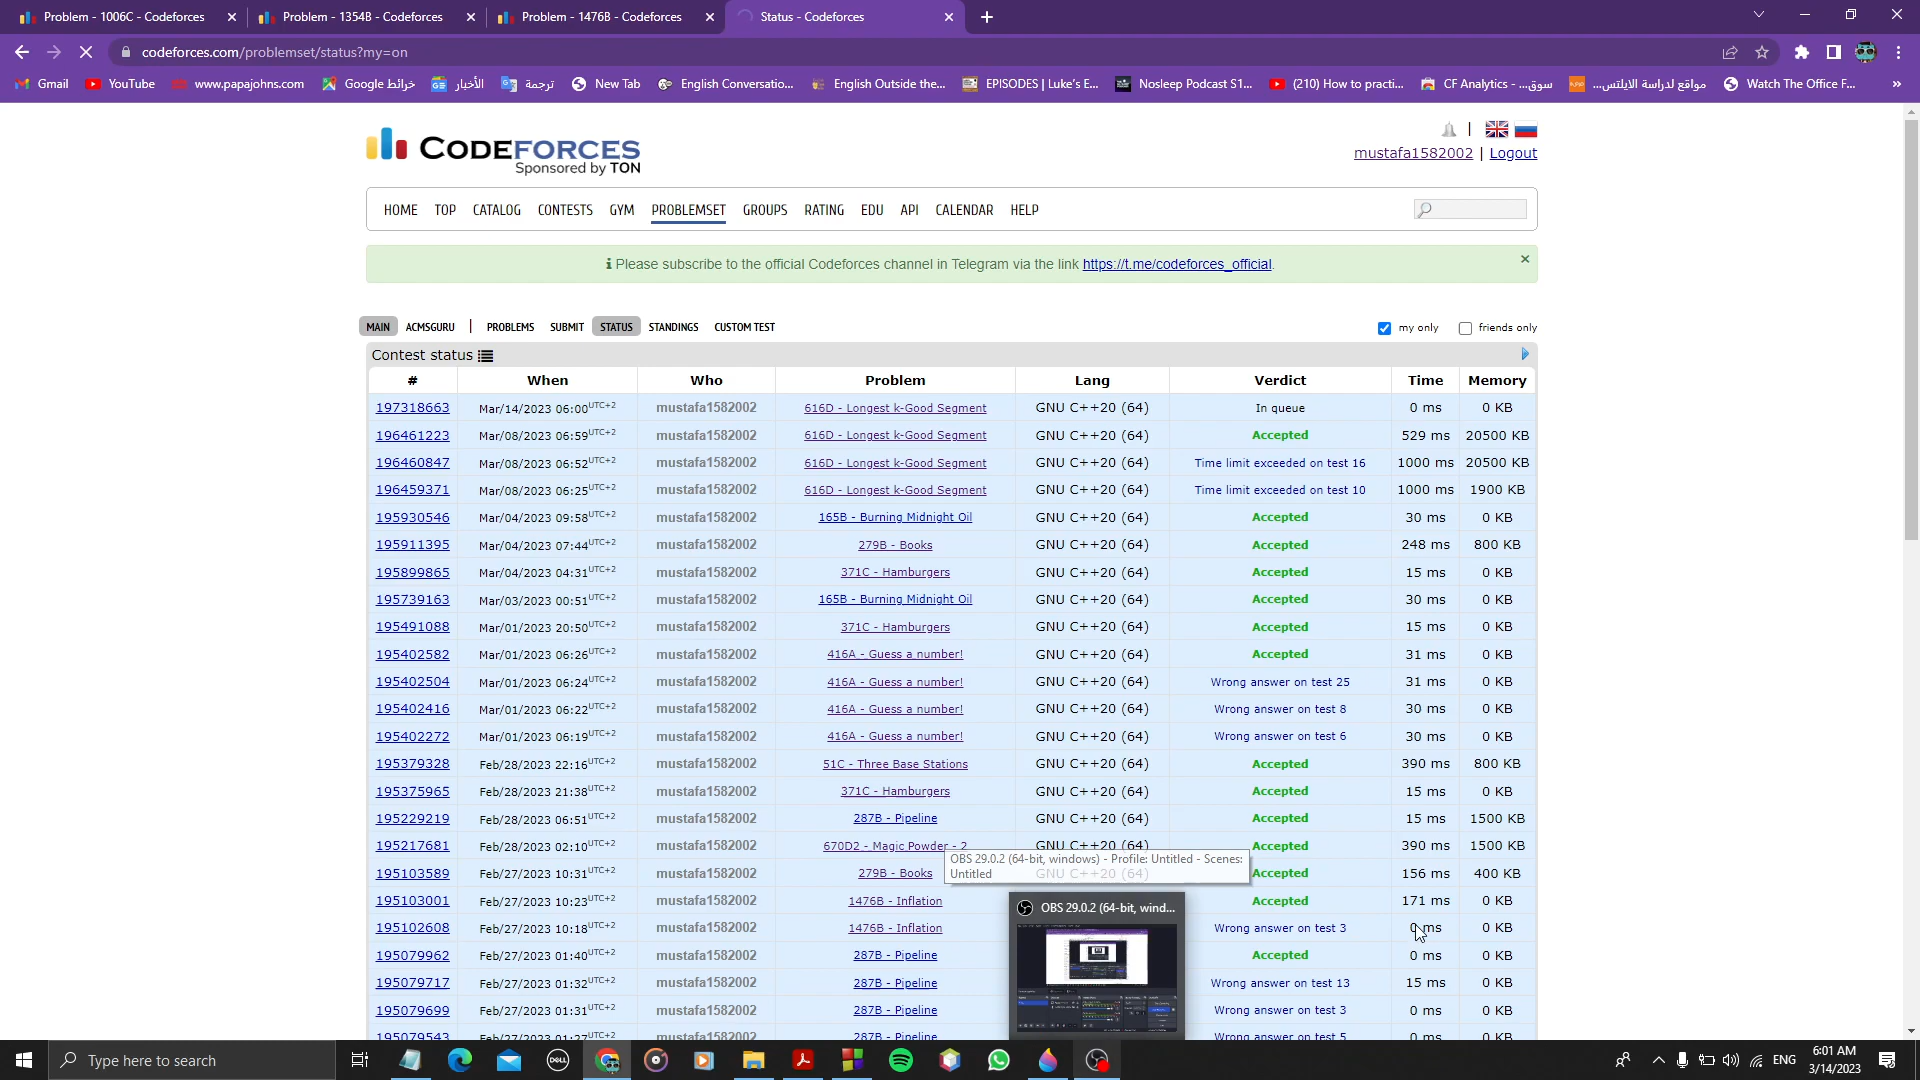 Problem - 1006C - Codeforces
Problem - 1354B - Codeforces
Problem - 1476B - Codeforces
Status - Codeforces
codeforces.com/problemset/status?my=on
Gmail
YouTube
www.papajohns.com
خرائط Google
الأخبار
ترجمة
New Tab
English Conversatio...
English Outside the...
EPISODES | Luke's E...
Nosleep Podcast S1...
(210) How to practi...
CF Analytics - سوق...
مواقع لدراسة الايلتس...
Watch The Office F...
»
CODEFORCES
Sponsored by TON
mustafa1582002 | Logout
HOME TOP CATALOG CONTESTS GYM PROBLEMSET GROUPS RATING EDU API CALENDAR HELP
Please subscribe to the official Codeforces channel in Telegram via the link https://t.me/codeforces_official.
MAIN ACMSGURU | PROBLEMS SUBMIT STATUS STANDINGS CUSTOM TEST
my only friends only
Contest status
# When Who Problem Lang Verdict Time Memory
197318663 Mar/14/2023 06:00UTC+2 mustafa1582002 616D - Longest k-Good Segment GNU C++20 (64) In queue 0 ms 0 KB
196461223 Mar/08/2023 06:59UTC+2 mustafa1582002 616D - Longest k-Good Segment GNU C++20 (64) Accepted 529 ms 20500 KB
196460847 Mar/08/2023 06:52UTC+2 mustafa1582002 616D - Longest k-Good Segment GNU C++20 (64) Time limit exceeded on test 16 1000 ms 20500 KB
196459371 Mar/08/2023 06:25UTC+2 mustafa1582002 616D - Longest k-Good Segment GNU C++20 (64) Time limit exceeded on test 10 1000 ms 1900 KB
195930546 Mar/04/2023 09:58UTC+2 mustafa1582002 165B - Burning Midnight Oil GNU C++20 (64) Accepted 30 ms 0 KB
195911395 Mar/04/2023 07:44UTC+2 mustafa1582002 279B - Books GNU C++20 (64) Accepted 248 ms 800 KB
195899865 Mar/04/2023 04:31UTC+2 mustafa1582002 371C - Hamburgers GNU C++20 (64) Accepted 15 ms 0 KB
195739163 Mar/03/2023 00:51UTC+2 mustafa1582002 165B - Burning Midnight Oil GNU C++20 (64) Accepted 30 ms 0 KB
195491088 Mar/01/2023 20:50UTC+2 mustafa1582002 371C - Hamburgers GNU C++20 (64) Accepted 15 ms 0 KB
195402582 Mar/01/2023 06:26UTC+2 mustafa1582002 416A - Guess a number! GNU C++20 (64) Accepted 31 ms 0 KB
195402504 Mar/01/2023 06:24UTC+2 mustafa1582002 416A - Guess a number! GNU C++20 (64) Wrong answer on test 25 31 ms 0 KB
195402416 Mar/01/2023 06:22UTC+2 mustafa1582002 416A - Guess a number! GNU C++20 (64) Wrong answer on test 8 30 ms 0 KB
195402272 Mar/01/2023 06:19UTC+2 mustafa1582002 416A - Guess a number! GNU C++20 (64) Wrong answer on test 6 30 ms 0 KB
195379328 Feb/28/2023 22:16UTC+2 mustafa1582002 51C - Three Base Stations GNU C++20 (64) Accepted 390 ms 800 KB
195375965 Feb/28/2023 21:38UTC+2 mustafa1582002 371C - Hamburgers GNU C++20 (64) Accepted 15 ms 0 KB
195229219 Feb/28/2023 06:51UTC+2 mustafa1582002 287B - Pipeline GNU C++20 (64) Accepted 15 ms 1500 KB
195217681 Feb/28/2023 02:10UTC+2 mustafa1582002 670D2 - Magic Powder - 2 GNU C++20 (64) Accepted 390 ms 1500 KB
OBS 29.0.2 (64-bit, windows) - Profile: Untitled - Scenes: Untitled
195103589 Feb/27/2023 10:31UTC+2 mustafa1582002 279B - Books GNU C++20 (64) Accepted 156 ms 400 KB
195103001 Feb/27/2023 10:23UTC+2 mustafa1582002 1476B - Inflation Accepted 171 ms 0 KB
OBS 29.0.2 (64-bit, wind...
195102608 Feb/27/2023 10:18UTC+2 mustafa1582002 1476B - Inflation Wrong answer on test 3 0 ms 0 KB
195079962 Feb/27/2023 01:40UTC+2 mustafa1582002 287B - Pipeline Accepted 0 ms 0 KB
195079717 Feb/27/2023 01:32UTC+2 mustafa1582002 287B - Pipeline Wrong answer on test 13 15 ms 0 KB
195079699 Feb/27/2023 01:31UTC+2 mustafa1582002 287B - Pipeline Wrong answer on test 3 0 ms 0 KB
195079543 Feb/27/2023 01:27UTC+2 mustafa1582002 287B - Pipeline Wrong answer on test 5 0 ms 0 KB
Type here to search
DELL
ENG
6:01 AM
3/14/2023